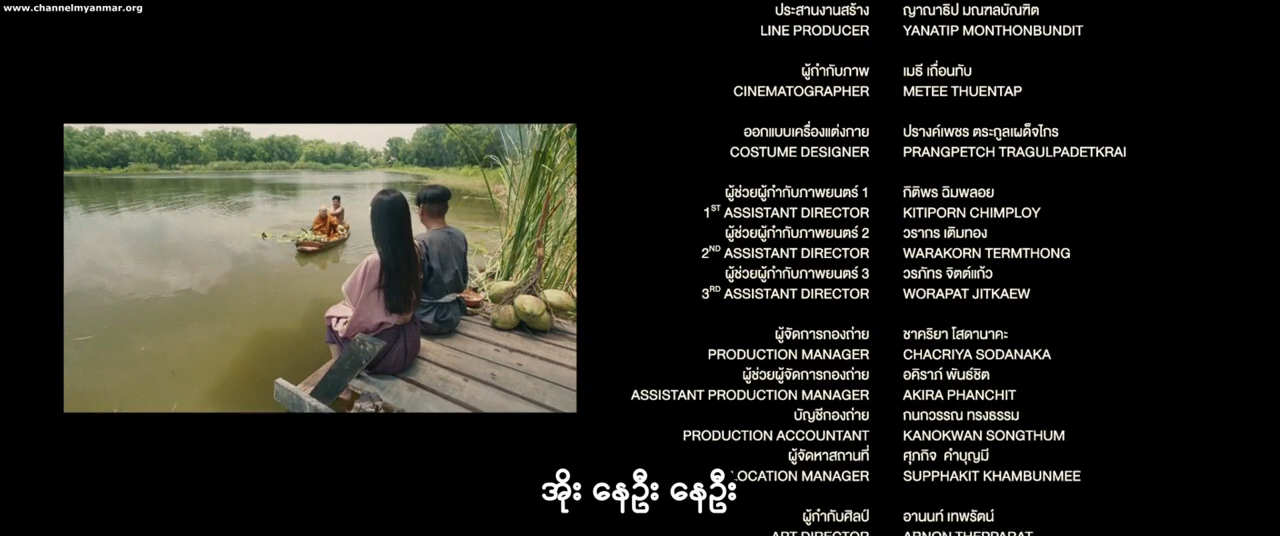 www.channelmyanmar.org
ประสานงานสร้าง ญาณาธิป มณฑลบัณฑิต
LINE PRODUCER YANATIP MONTHONBUNDIT
ผู้กำกับภาพ เมธี เถื่อนทับ
CINEMATOGRAPHER METEE THUENTAP
ออกแบบเครื่องแต่งกาย ปรางค์เพชร ตระกูลเผด็จไกร
COSTUME DESIGNER PRANGPETCH TRAGULPADETKRAI
ผู้ช่วยผู้กำกับภาพยนตร์ 1 กิติพร ฉิมพลอย
1ST ASSISTANT DIRECTOR KITIPORN CHIMPLOY
ผู้ช่วยผู้กำกับภาพยนตร์ 2 วรากร เติมทอง
2ND ASSISTANT DIRECTOR WARAKORN TERMTHONG
ผู้ช่วยผู้กำกับภาพยนตร์ 3 วรภัทร จิตต์แก้ว
3RD ASSISTANT DIRECTOR WORAPAT JITKAEW
ผู้จัดการกองถ่าย ชาคริยา โสดานาคะ
PRODUCTION MANAGER CHACRIYA SODANAKA
ผู้ช่วยผู้จัดการกองถ่าย อคิราภ์ พันธ์ชิต
ASSISTANT PRODUCTION MANAGER AKIRA PHANCHIT
บัญชีกองถ่าย กนกวรรณ ทรงธรรม
PRODUCTION ACCOUNTANT KANOKWAN SONGTHUM
ผู้จัดหาสถานที่ ศุภกิจ คำบุญมี
LOCATION MANAGER SUPPHAKIT KHAMBUNMEE
အိုး နေဦး နေဦး
ผู้กำกับศิลป์ อานนท์ เทพรัตน์
ART DIRECTOR ARNON THEPPARAT